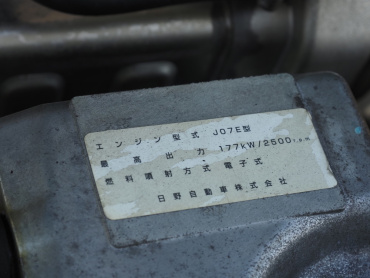 エンジン型式 J07E型
最高出力 177kW/2500r.p.m
燃料噴射方式 電子式
日野自動車株式会社